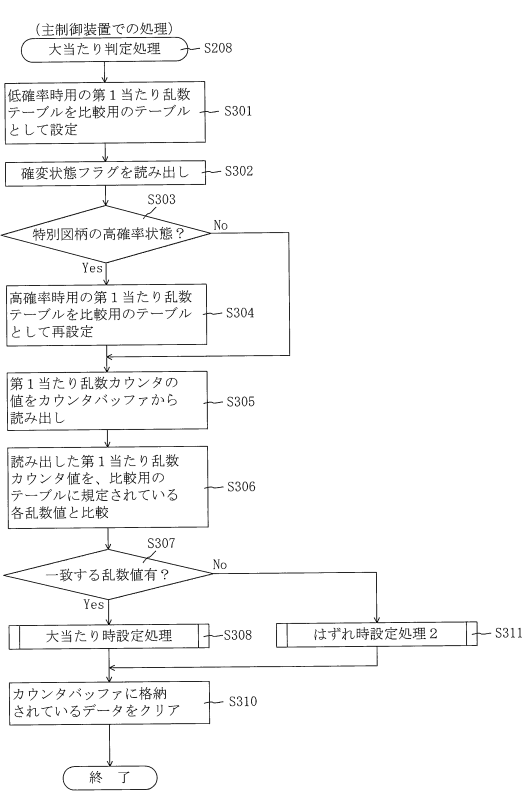 (主制御装置での処理)
大当たり判定処理
S208
低確率時用の第1当たり乱数
テーブルを比較用のテーブル
として設定
S301
確変状態フラグを読み出し
S302
S303
特別図柄の高確率状態?
No
Yes
高確率時用の第1当たり乱数
テーブルを比較用のテーブル
として再設定
S304
第1当たり乱数カウンタの
値をカウンタバッファから
読み出し
S305
読み出した第1当たり乱数
カウンタ値を、比較用の
テーブルに規定されている
各乱数値と比較
S306
S307
一致する乱数値有?
No
Yes
大当たり時設定処理
S308
はずれ時設定処理2
S311
カウンタバッファに格納
されているデータをクリア
S310
終 了